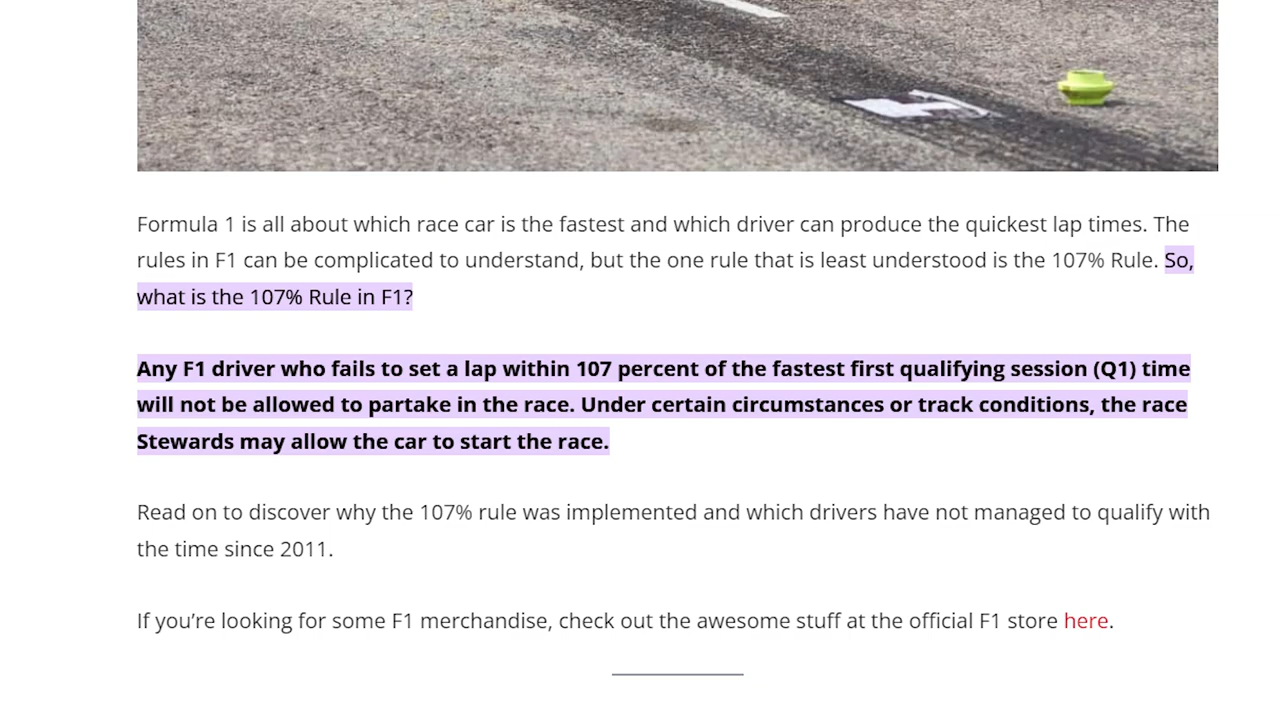 Formula 1 is all about which race car is the fastest and which driver can produce the quickest lap times. The
rules in F1 can be complicated to understand, but the one rule that is least understood is the 107% Rule. So,
what is the 107% Rule in F1?
Any F1 driver who fails to set a lap within 107 percent of the fastest first qualifying session (Q1) time
will not be allowed to partake in the race. Under certain circumstances or track conditions, the race
Stewards may allow the car to start the race.
Read on to discover why the 107% rule was implemented and which drivers have not managed to qualify with
the time since 2011.
If you’re looking for some F1 merchandise, check out the awesome stuff at the official F1 store here.